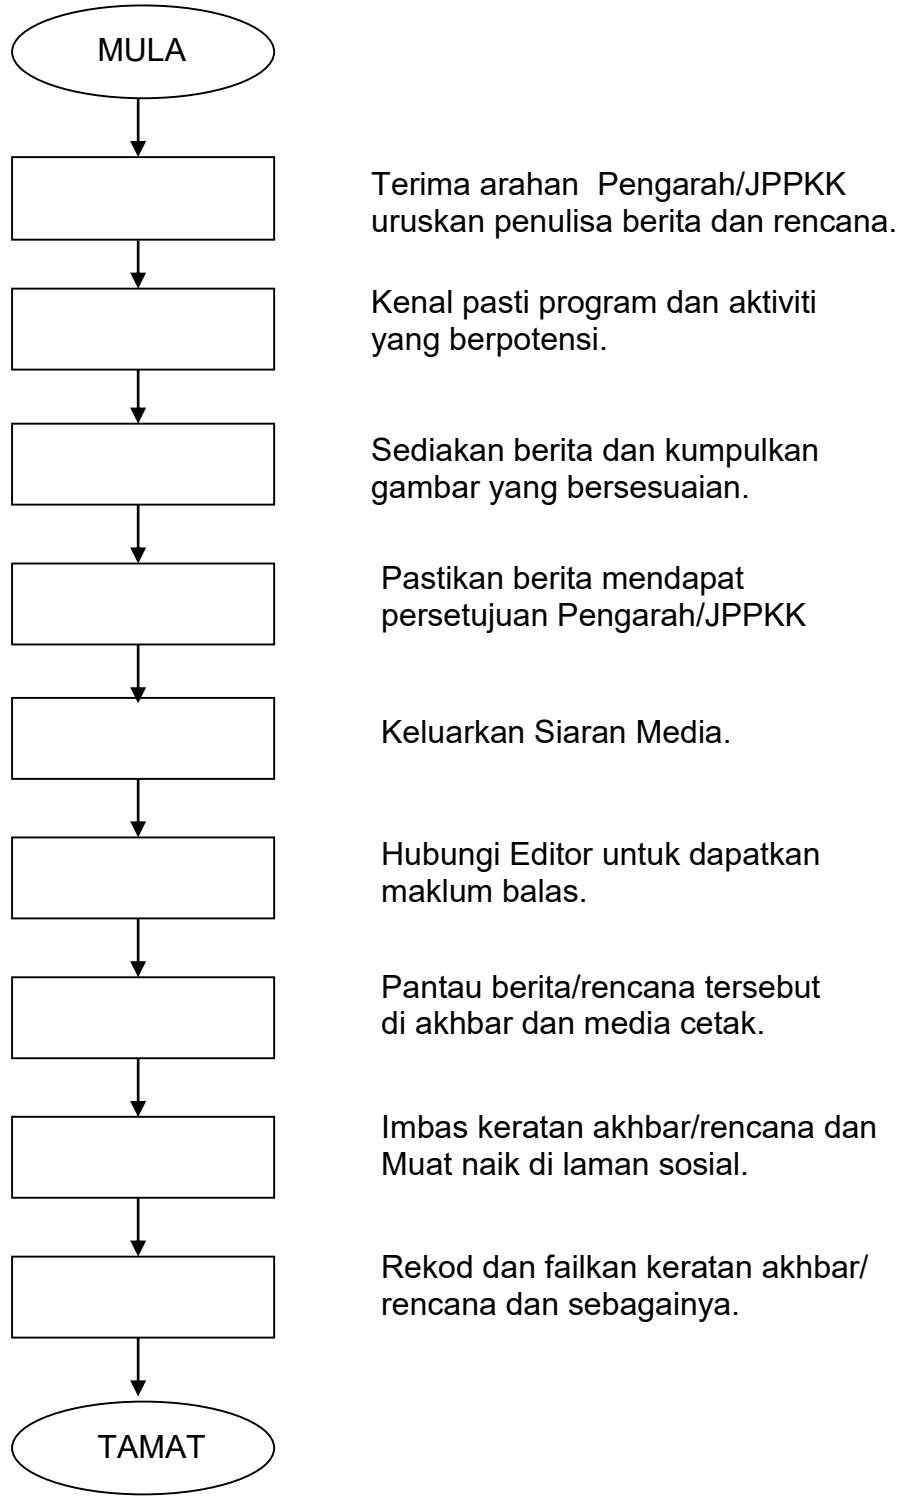 MULA
Terima arahan  Pengarah/JPPKK
uruskan penulisa berita dan rencana.
Kenal pasti program dan aktiviti
yang berpotensi.
Sediakan berita dan kumpulkan
gambar yang bersesuaian.
Pastikan berita mendapat
persetujuan Pengarah/JPPKK
Keluarkan Siaran Media.
Hubungi Editor untuk dapatkan
maklum balas.
Pantau berita/rencana tersebut
di akhbar dan media cetak.
Imbas keratan akhbar/rencana dan
Muat naik di laman sosial.
Rekod dan failkan keratan akhbar/
rencana dan sebagainya.
TAMAT